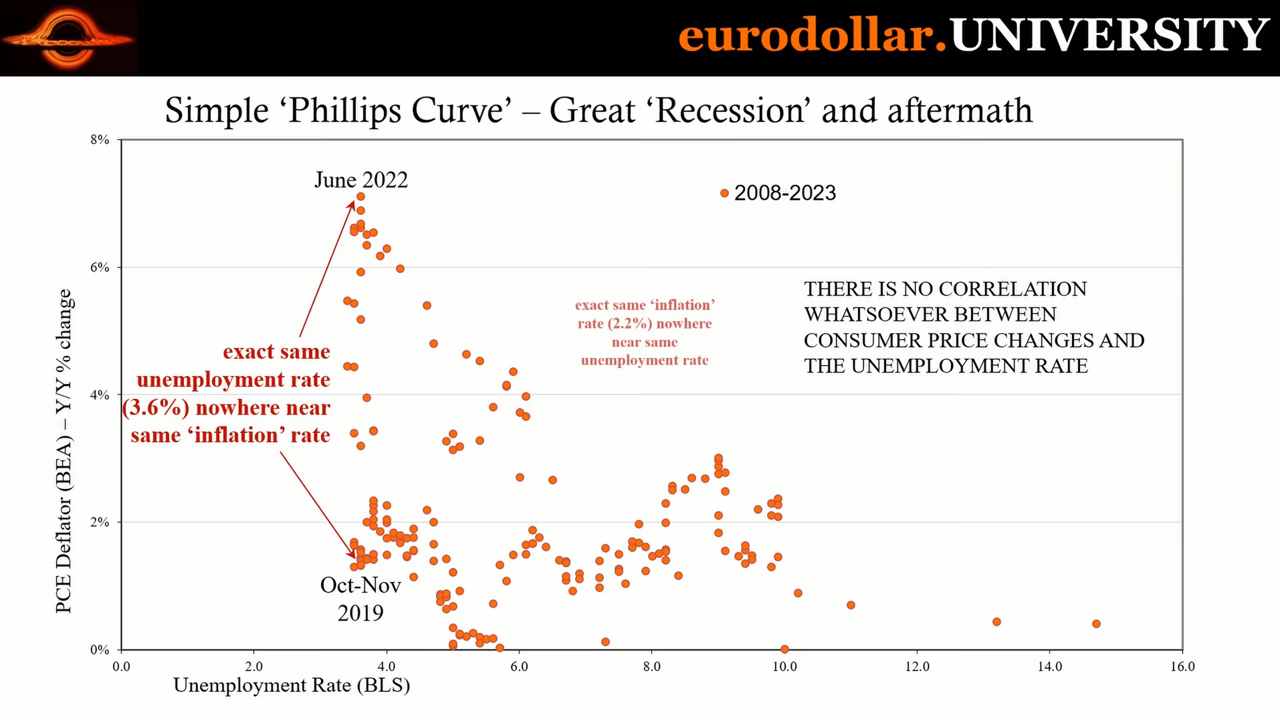 eurodollar.UNIVERSITY
Simple ‘Phillips Curve’ – Great ‘Recession’ and aftermath
8%
6%
4%
2%
0%
PCE Deflator (BEA) – Y/Y % change
June 2022
2008-2023
exact same ‘inflation’
rate (2.2%) nowhere
near same
unemployment rate
THERE IS NO CORRELATION
WHATSOEVER BETWEEN
CONSUMER PRICE CHANGES AND
THE UNEMPLOYMENT RATE
exact same
unemployment rate
(3.6%) nowhere near
same ‘inflation’ rate
Oct-Nov
2019
0.0 2.0 4.0 6.0 8.0 10.0 12.0 14.0 16.0
Unemployment Rate (BLS)